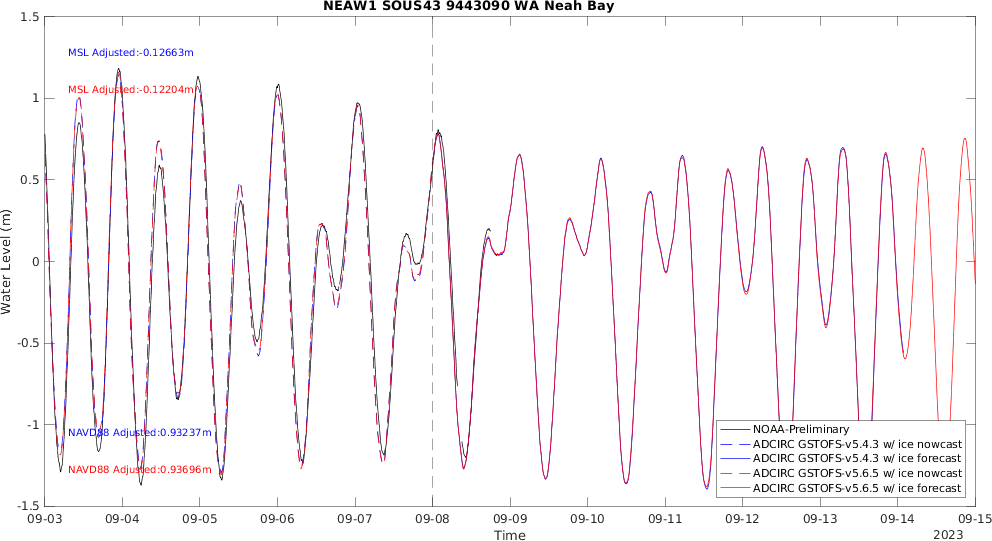 NEAW1 SOUS43 9443090 WA Neah Bay
1.5
1
0.5
0
-0.5
-1
-1.5
Water Level (m)
MSL Adjusted:-0.12663m
MSL Adjusted:-0.12204m
NAVD88 Adjusted:0.93237m
NAVD88 Adjusted:0.93696m
NOAA-Preliminary
ADCIRC GSTOFS-v5.4.3 w/ ice nowcast
ADCIRC GSTOFS-v5.4.3 w/ ice forecast
ADCIRC GSTOFS-v5.6.5 w/ ice nowcast
ADCIRC GSTOFS-v5.6.5 w/ ice forecast
09-03 09-04 09-05 09-06 09-07 09-08 09-09 09-10 09-11 09-12 09-13 09-14 09-15
Time
2023